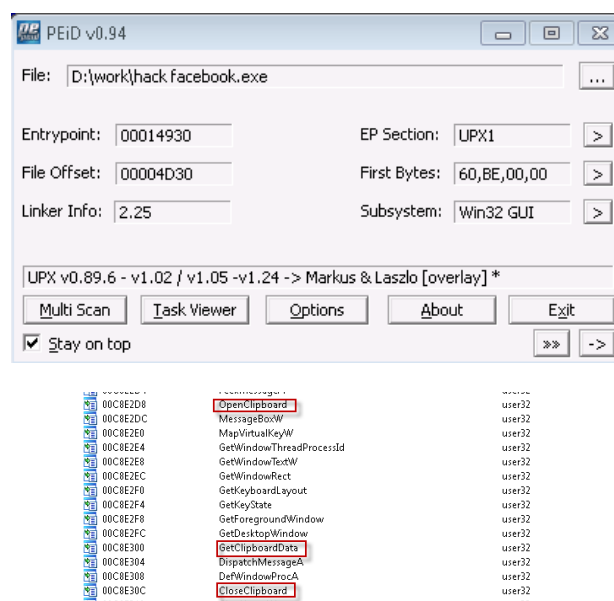 PEiD v0.94
File: D:\work\hack facebook.exe ...
Entrypoint: 00014930 EP Section: UPX1 >
File Offset: 00004D30 First Bytes: 60,BE,00,00 >
Linker Info: 2.25 Subsystem: Win32 GUI >
UPX v0.89.6 - v1.02 / v1.05 -v1.24 -> Markus & Laszlo [overlay] *
Multi Scan Task Viewer Options About Exit
Stay on top »» ->
00C8E2D8 OpenClipboard user32
00C8E2DC MessageBoxW user32
00C8E2E0 MapVirtualKeyW user32
00C8E2E4 GetWindowThreadProcessId user32
00C8E2E8 GetWindowTextW user32
00C8E2EC GetWindowRect user32
00C8E2F0 GetKeyboardLayout user32
00C8E2F4 GetKeyState user32
00C8E2F8 GetForegroundWindow user32
00C8E2FC GetDesktopWindow user32
00C8E300 GetClipboardData user32
00C8E304 DispatchMessageA user32
00C8E308 DefWindowProcA user32
00C8E30C CloseClipboard user32